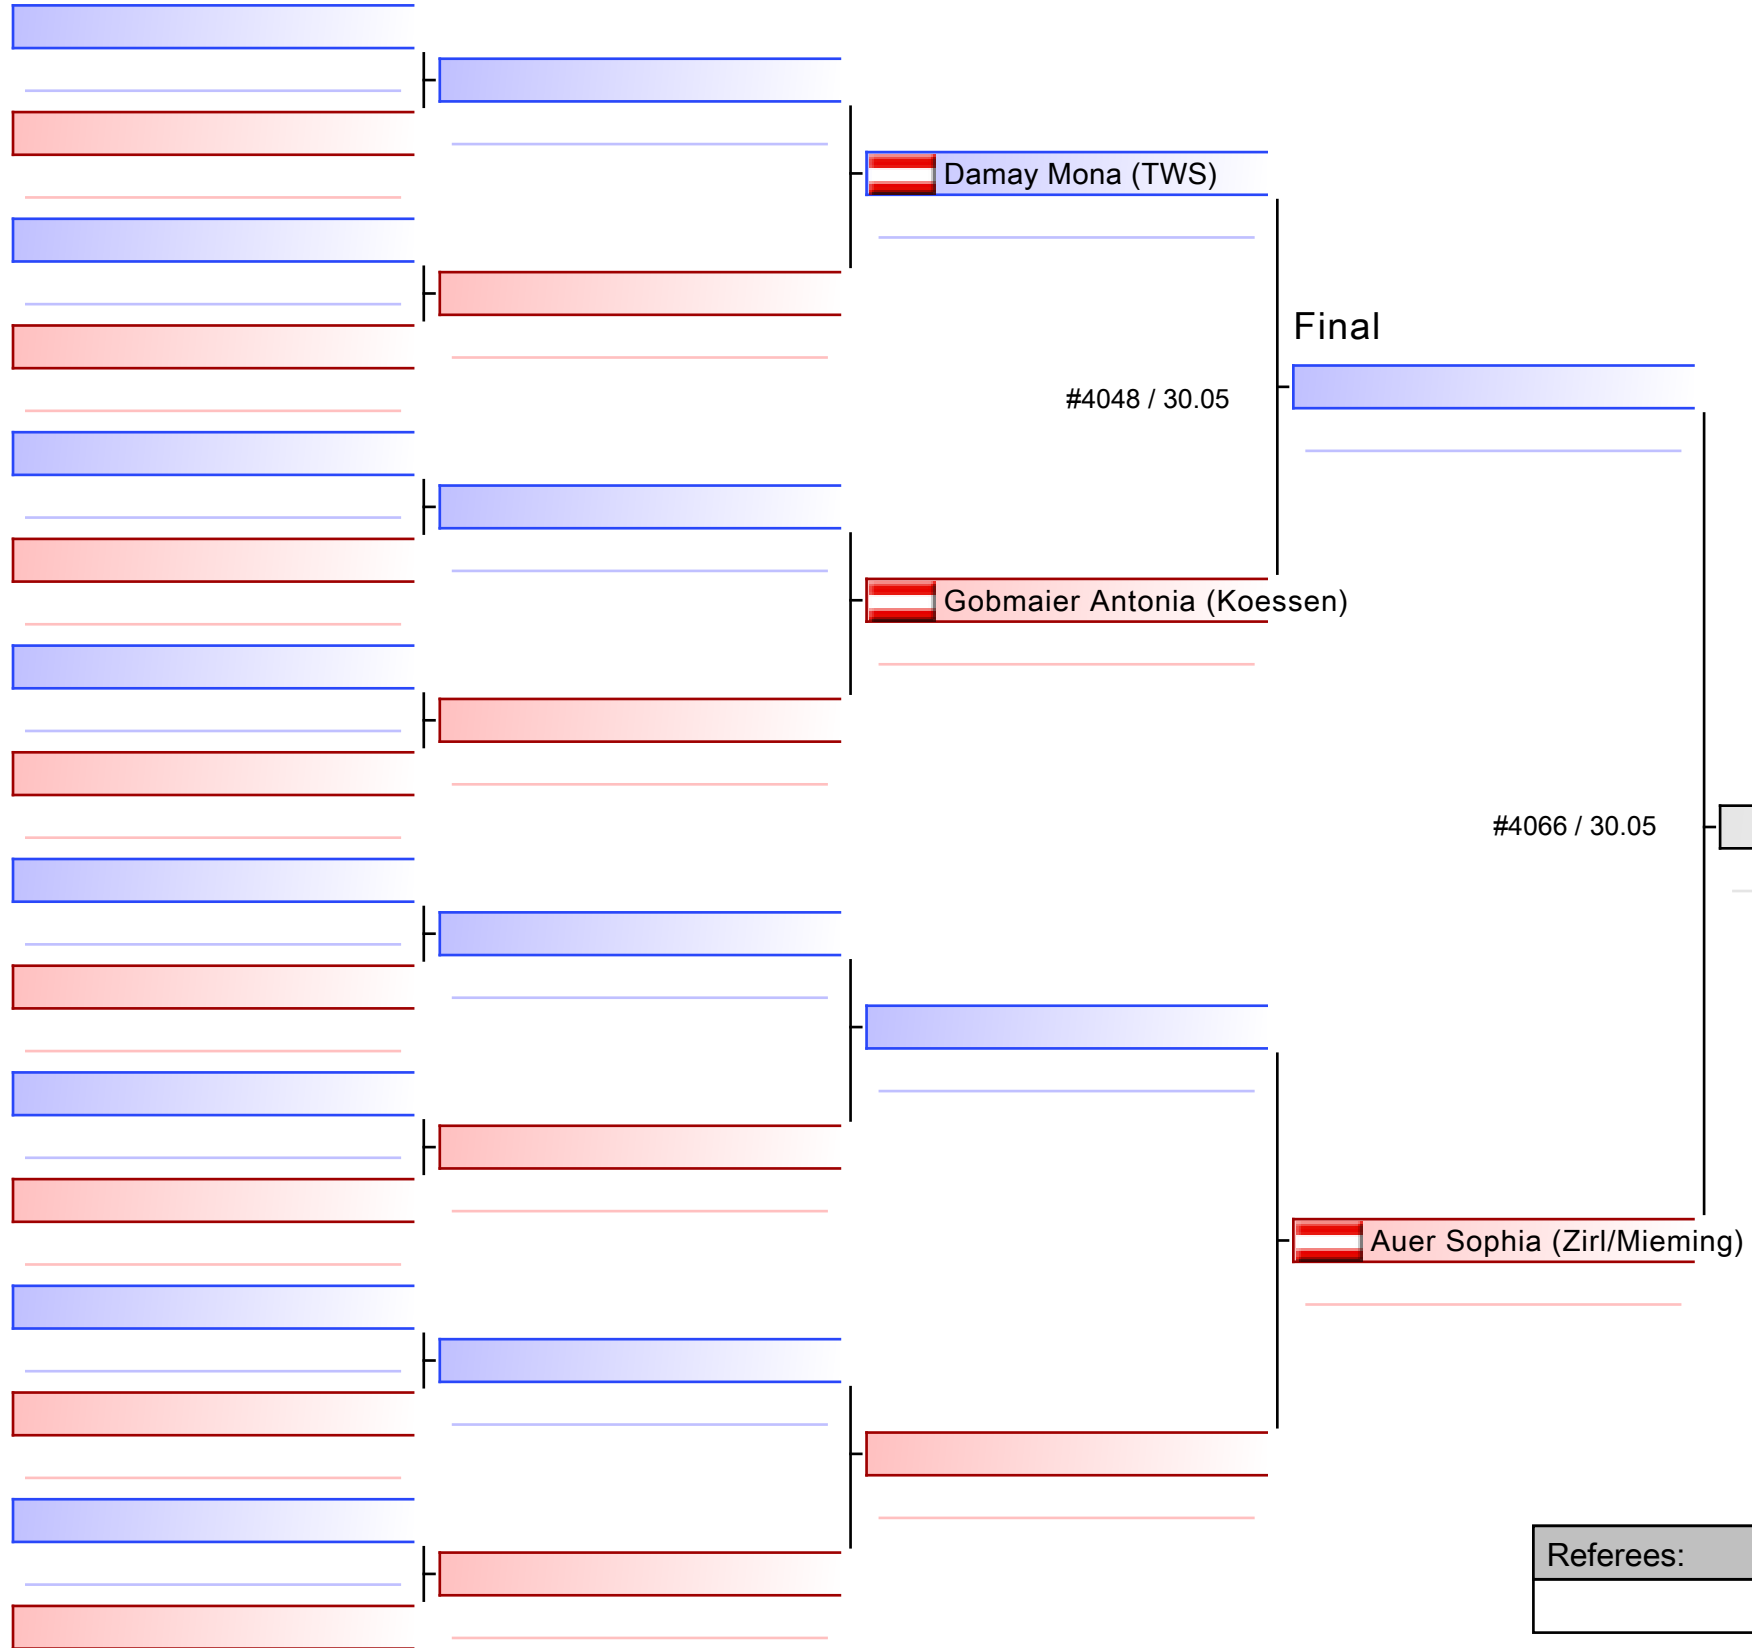 Damay Mona (TWS)
Final
#4048 / 30.05
Gobmaier Antonia (Koessen)
#4066 / 30.05
Auer Sophia (Zirl/Mieming)
Referees: